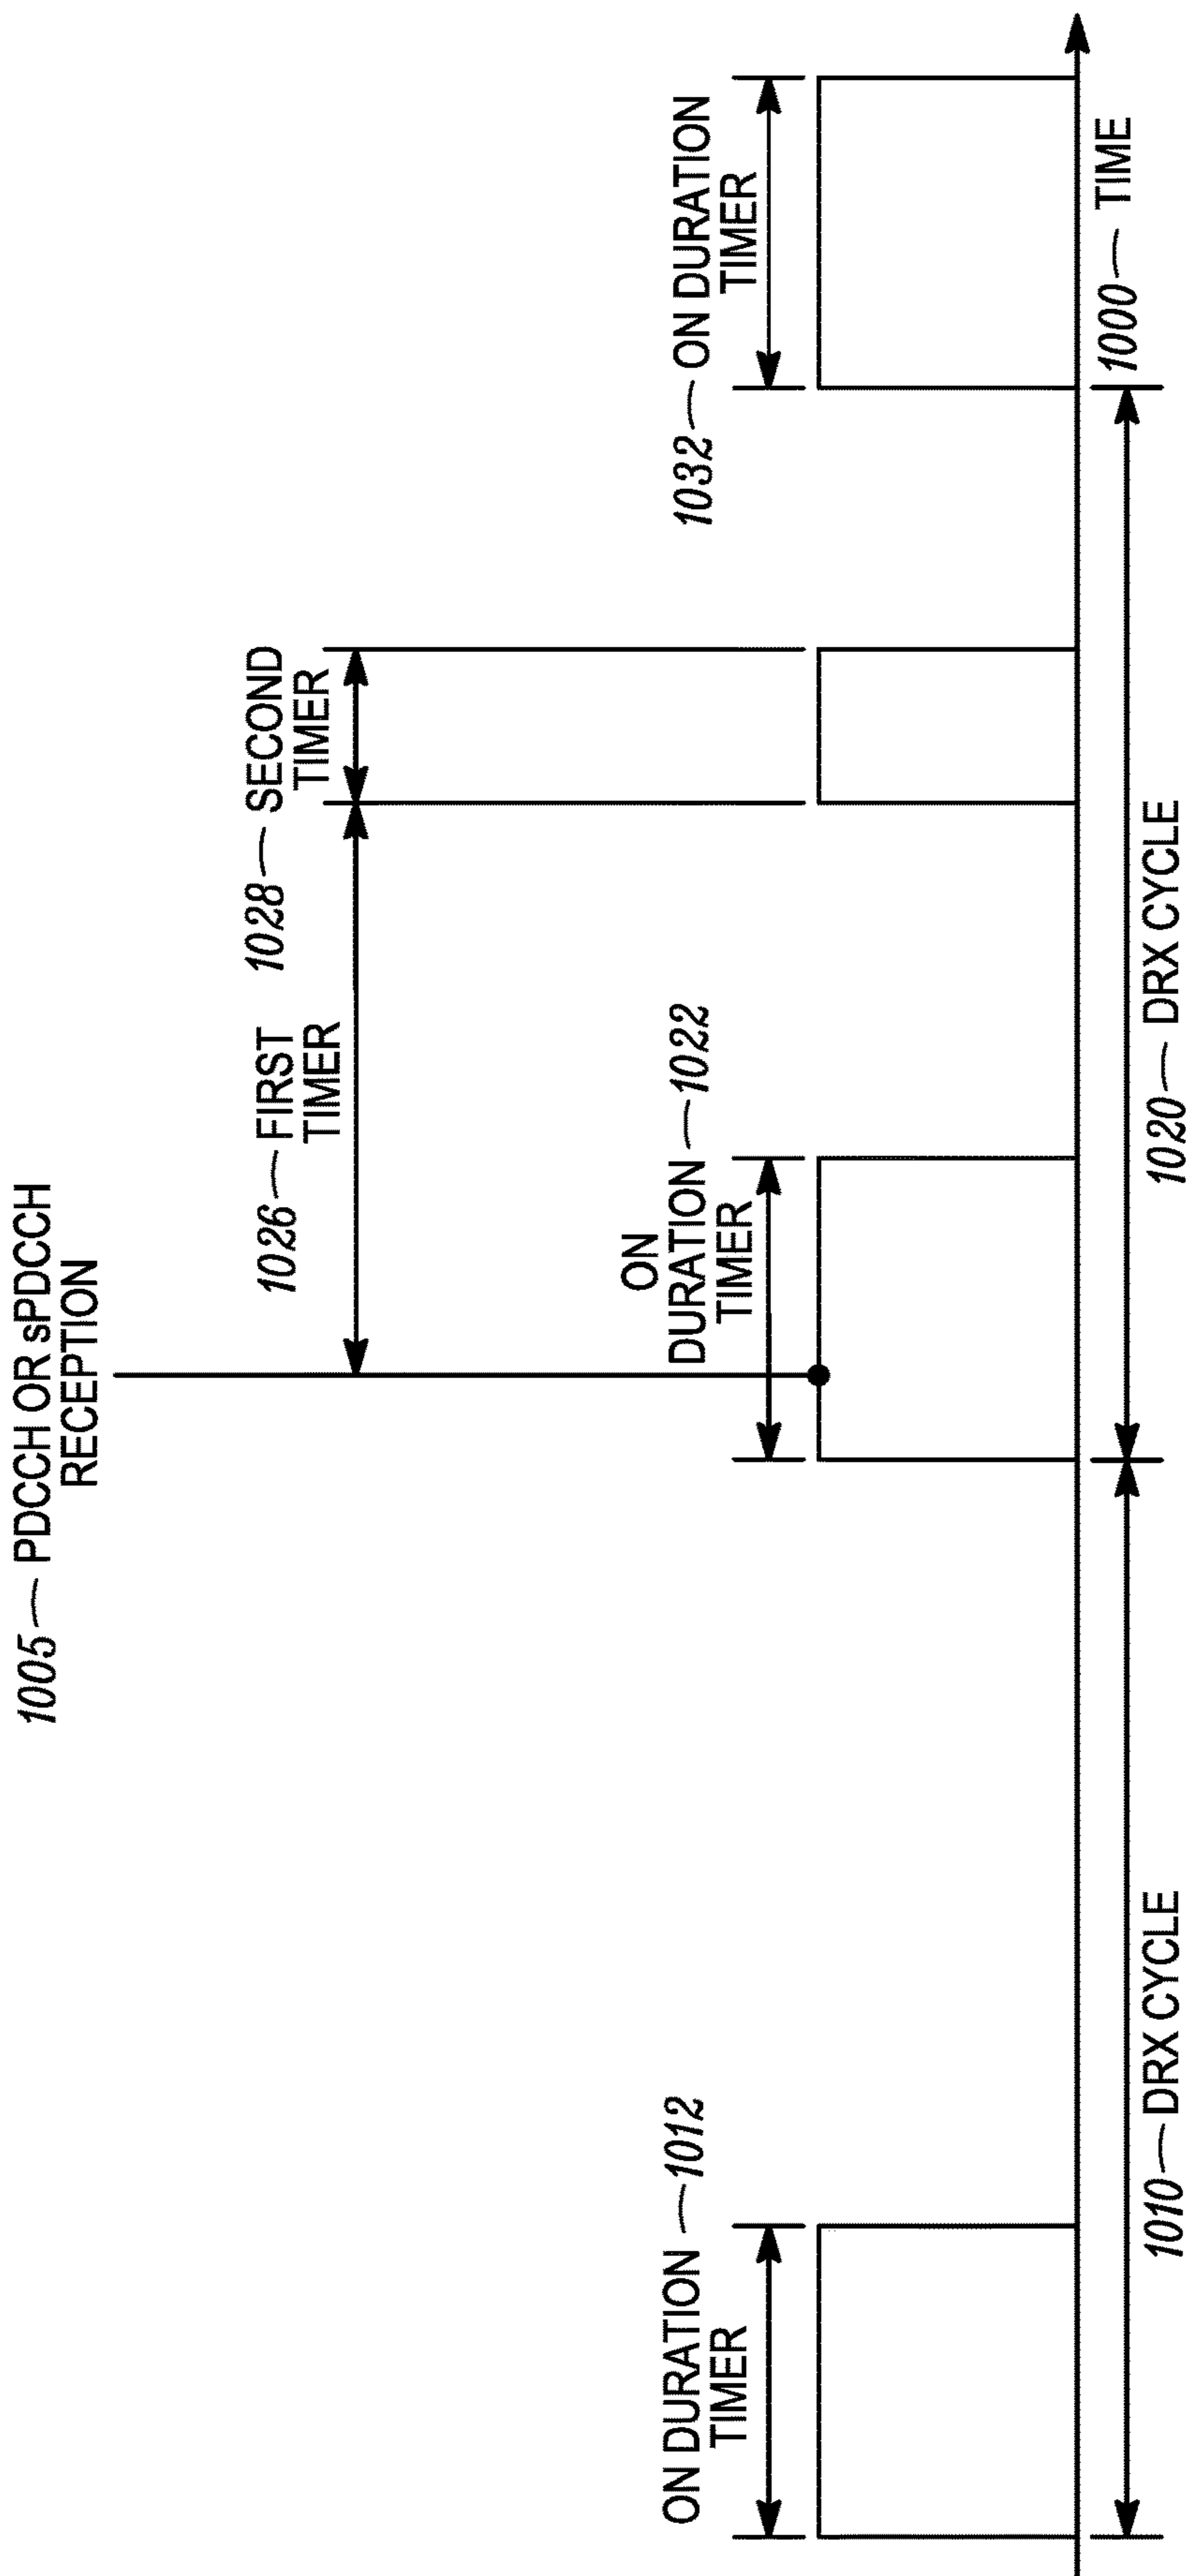 1005 PDCCH OR sPDCCH
RECEPTION
1026 FIRST
TIMER
1028 SECOND
TIMER
ON DURATION 1012
TIMER
ON
DURATION 1022
TIMER
1032 ON DURATION
TIMER
1000 TIME
1010 DRX CYCLE
1020 DRX CYCLE